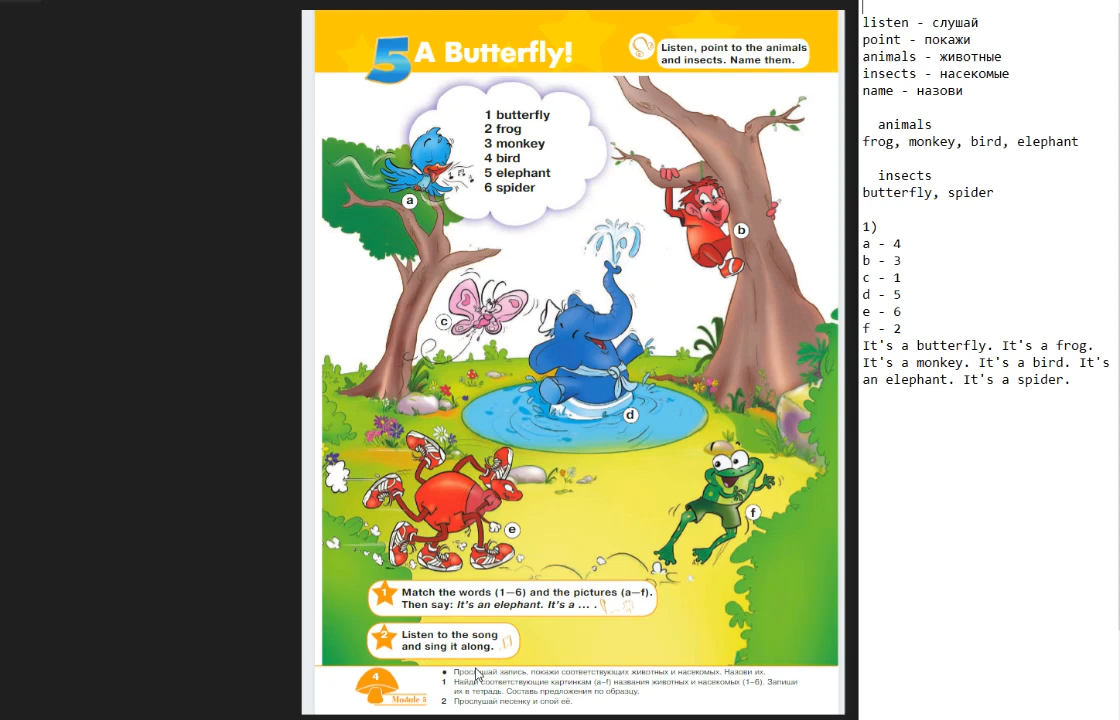 5 A Butterfly!
Listen, point to the animals
and insects. Name them.
1 butterfly
2 frog
3 monkey
4 bird
5 elephant
6 spider
a
b
c
d
e
f
1 Match the words (1—6) and the pictures (a—f).
Then say: It's an elephant. It's a ... .
2 Listen to the song
and sing it along.
4
Module 5
● Прослушай запись, покажи соответствующих животных и насекомых. Назови их.
1 Найди соответствующие картинкам (a–f) названия животных и насекомых (1–6). Запиши
их в тетрадь. Составь предложения по образцу.
2 Прослушай песенку и спой её.
listen - слушай
point - покажи
animals - животные
insects - насекомые
name - назови
animals
frog, monkey, bird, elephant
insects
butterfly, spider
1)
a - 4
b - 3
c - 1
d - 5
e - 6
f - 2
It's a butterfly. It's a frog.
It's a monkey. It's a bird. It's
an elephant. It's a spider.